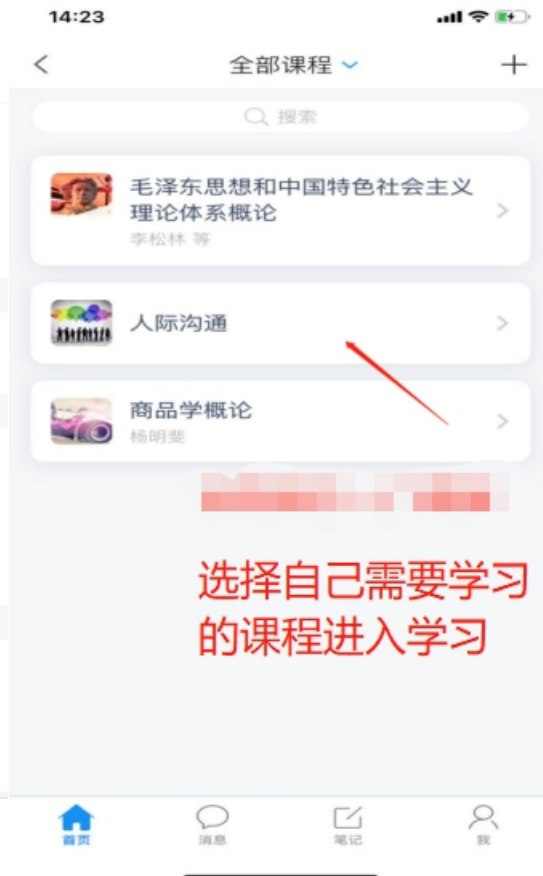 14:23
全部课程
搜索
毛泽东思想和中国特色社会主义
理论体系概论
李松林 等
人际沟通
商品学概论
杨明斐
选择自己需要学习
的课程进入学习
首页
消息
笔记
我